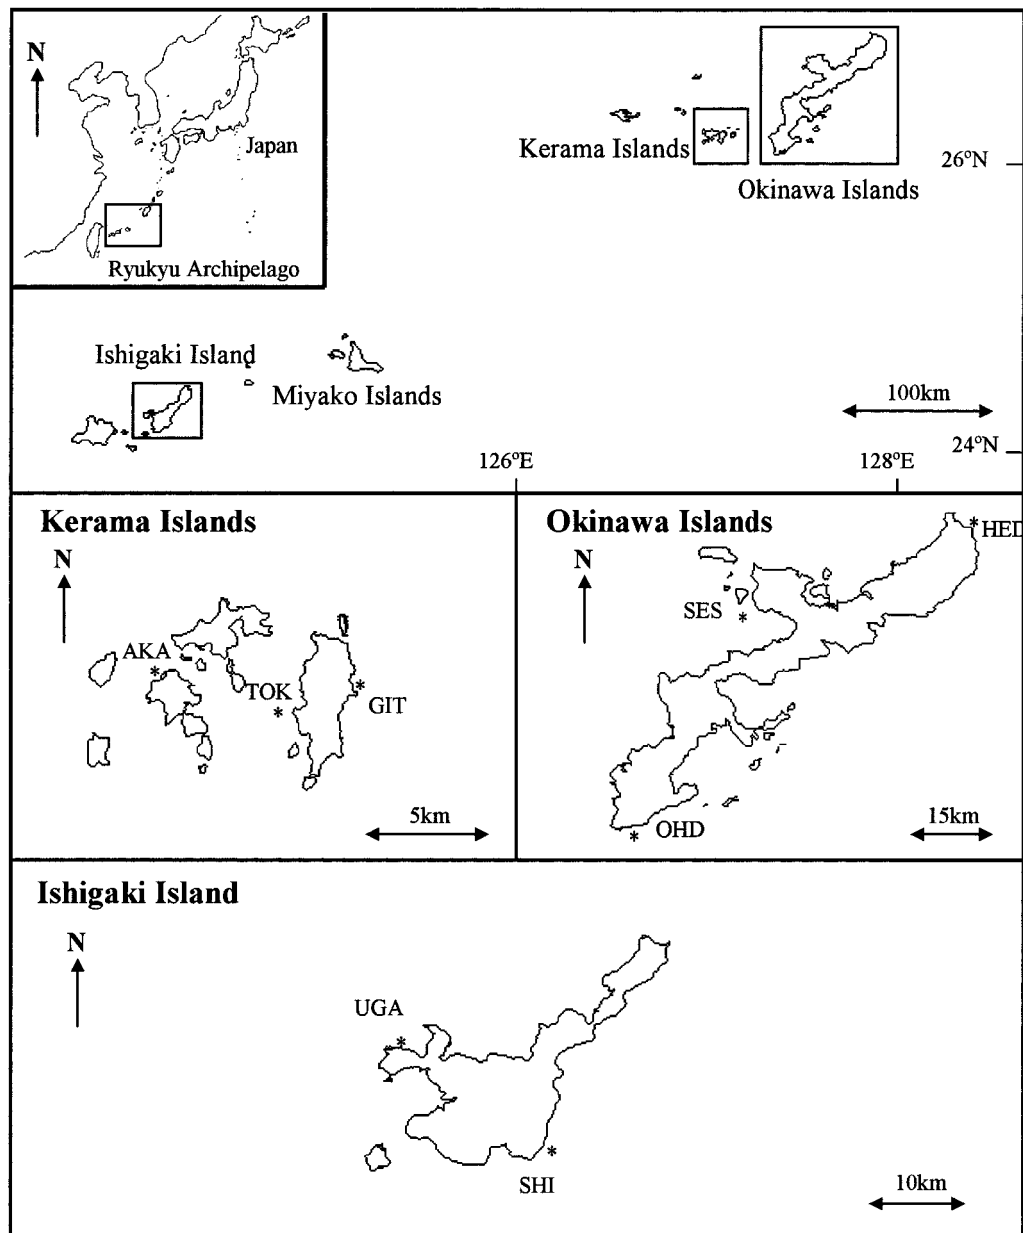 N
Japan
Ryukyu Archipelago
Kerama Islands
Okinawa Islands
26°N
Ishigaki Island
Miyako Islands
100km
24°N
126°E
128°E
Kerama Islands
N
AKA
*
TOK
*
*
GIT
5km
Okinawa Islands
N
*
HED
SES
*
OHD
*
15km
Ishigaki Island
N
UGA
*
*
SHI
10km